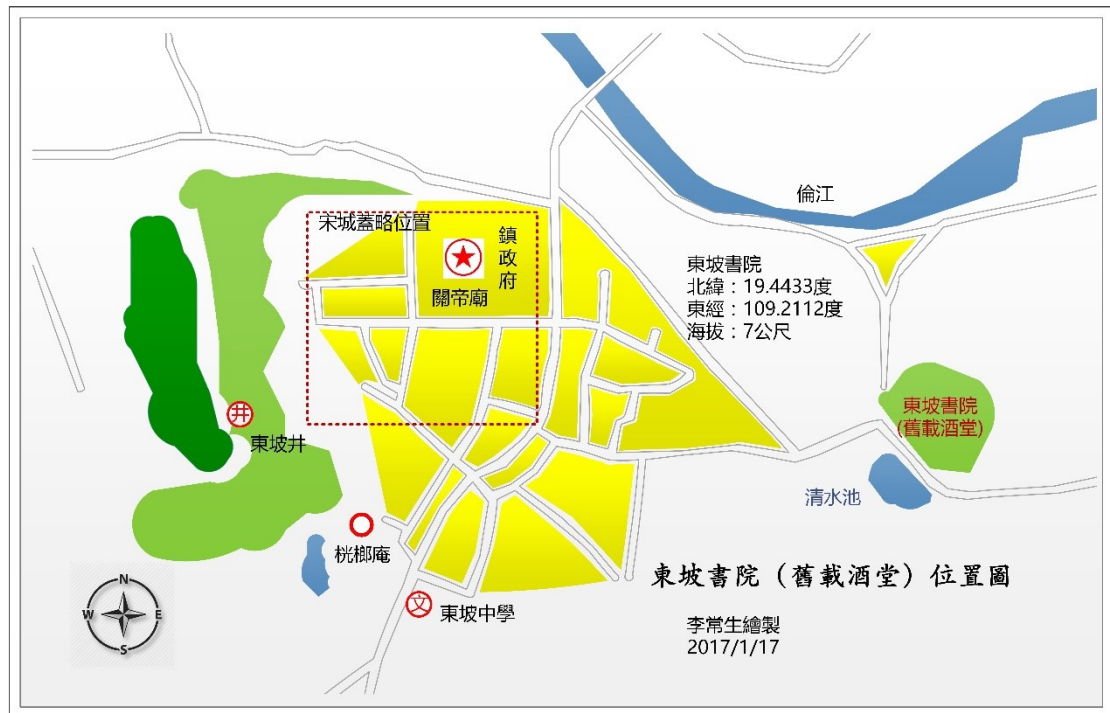 倫江
宋城蓋略位置
鎮政府
關帝廟
東坡書院
北緯：19.4433度
東經：109.2112度
海拔：7公尺
井
東坡井
東坡書院
(舊載酒堂)
清水池
桄榔庵
文
東坡中學
東坡書院（舊載酒堂）位置圖
李常生繪製
2017/1/17
N
W
E
S